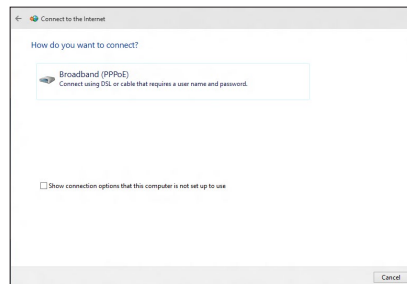 Connect to the Internet
How do you want to connect?
Broadband (PPPoE)
Connect using DSL or cable that requires a user name and password.
Show connection options that this computer is not set up to use
Cancel